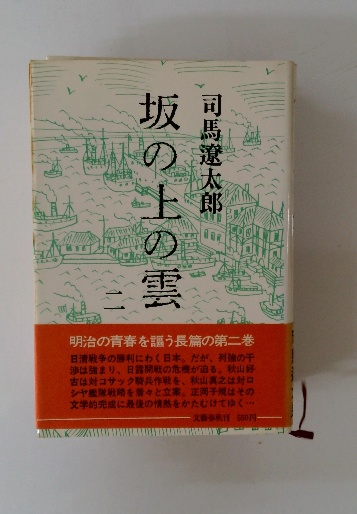 司馬遼太郎
坂の上の雲
二
明治の青春を謳う長篇の第二巻
日清戦争の勝利にわく日本。だが、列強の干
渉は強まり、日露開戦の危機が迫る。秋山好
古は対コサック騎兵作戦を、秋山真之は対ロ
シヤ艦隊戦略を着々と立案。正岡子規はその
文学的完成に最後の情熱をかたむけてゆく…
文藝春秋刊・550円